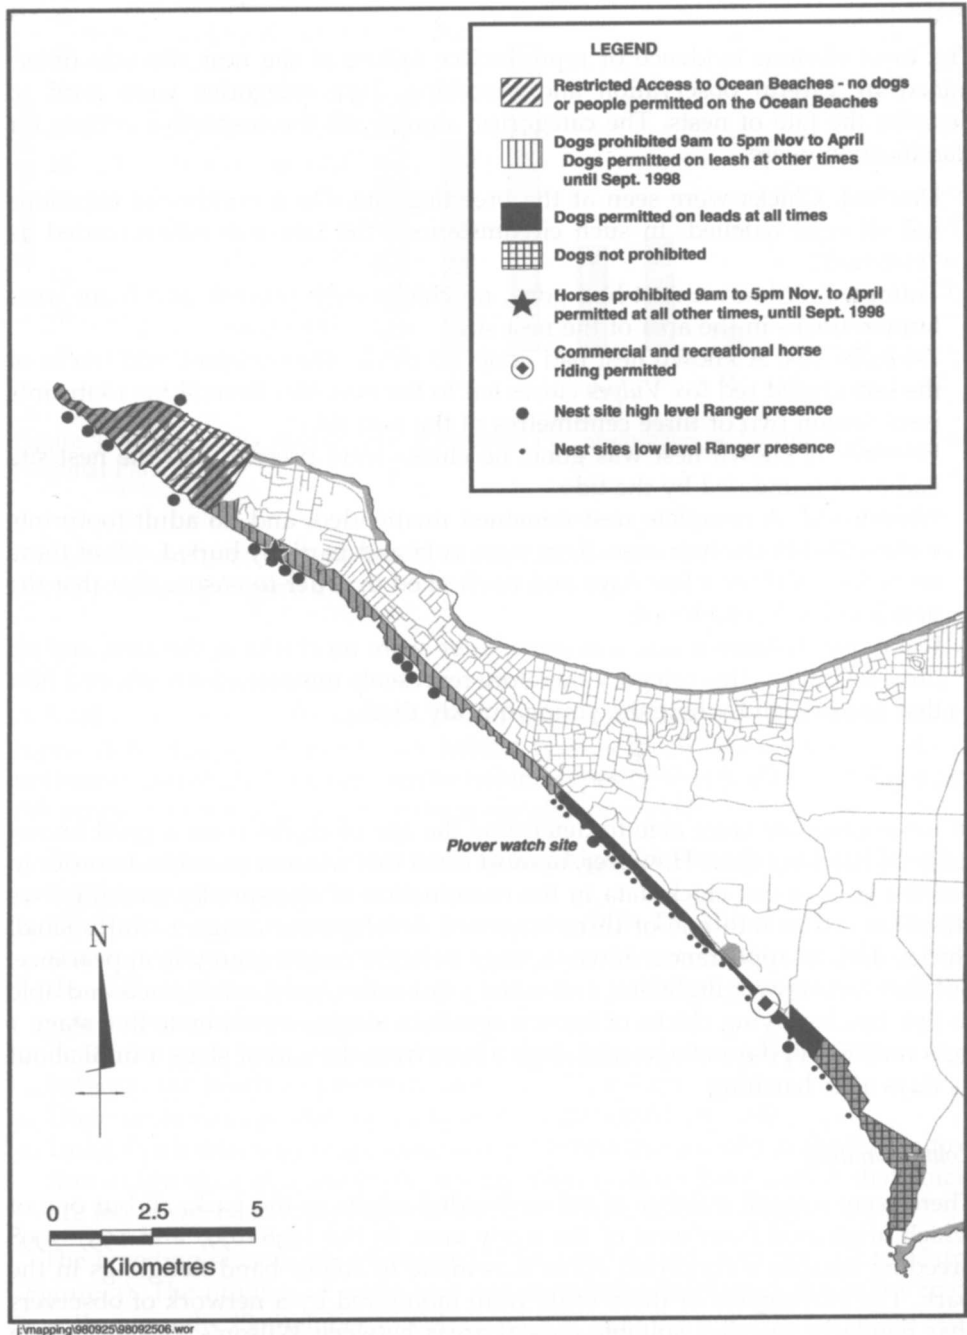 LEGEND
Restricted Access to Ocean Beaches - no dogs
or people permitted on the Ocean Beaches
Dogs prohibited 9am to 5pm Nov to April
Dogs permitted on leash at other times
until Sept. 1998
Dogs permitted on leads at all times
Dogs not prohibited
Horses prohibited 9am to 5pm Nov. to April
permitted at all other times, until Sept. 1998
Commercial and recreational horse
riding permitted
Nest site high level Ranger presence
Nest sites low level Ranger presence
Plover watch site
N
0 2.5 5
Kilometres